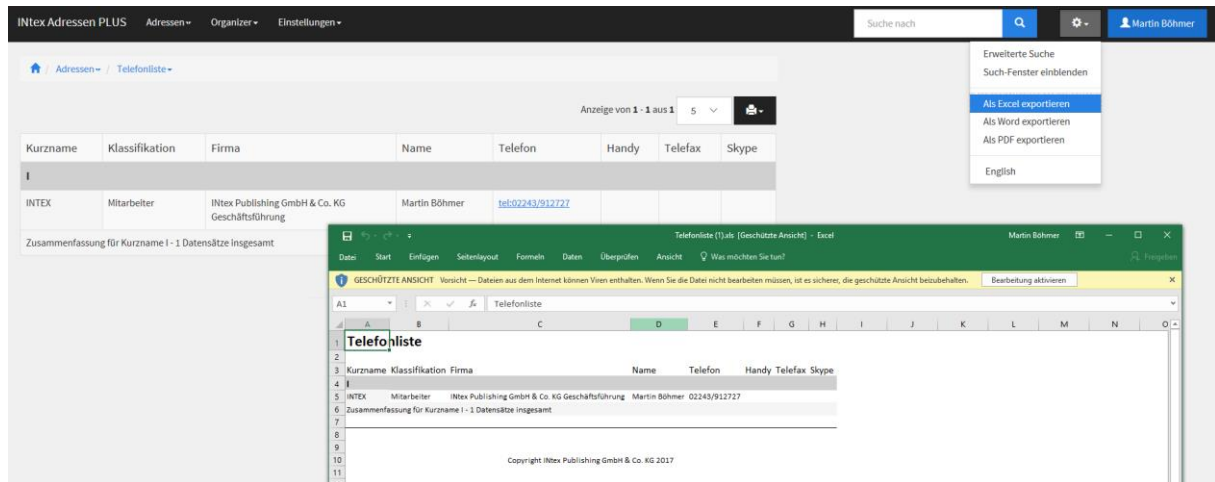 INtex Adressen PLUS Adressen Organizer Einstellungen Suche nach Martin Böhmer
Erweiterte Suche
Such-Fenster einblenden
Als Excel exportieren
Als Word exportieren
Als PDF exportieren
English
/ Adressen / Telefonliste
Anzeige von 1 - 1 aus 1 5
Kurzname Klassifikation Firma Name Telefon Handy Telefax Skype
I
INTEX Mitarbeiter INtex Publishing GmbH & Co. KG Martin Böhmer tel:02243/912727
Geschäftsführung
Zusammenfassung für Kurzname I - 1 Datensätze insgesamt
Telefonliste (1).xls [Geschützte Ansicht] - Excel Martin Böhmer
Datei Start Einfügen Seitenlayout Formeln Daten Überprüfen Ansicht Was möchten Sie tun? Freigeben
GESCHÜTZTE ANSICHT Vorsicht — Dateien aus dem Internet können Viren enthalten. Wenn Sie die Datei nicht bearbeiten müssen, ist es sicherer, die geschützte Ansicht beizubehalten. Bearbeitung aktivieren
A1 fx Telefonliste
A B C D E F G H I J K L M N O
1 Telefonliste
2
3 Kurzname Klassifikation Firma Name Telefon Handy Telefax Skype
4 I
5 INTEX Mitarbeiter INtex Publishing GmbH & Co. KG Geschäftsführung Martin Böhmer 02243/912727
6 Zusammenfassung für Kurzname I - 1 Datensätze insgesamt
7
8
9
10 Copyright INtex Publishing GmbH & Co. KG 2017
11